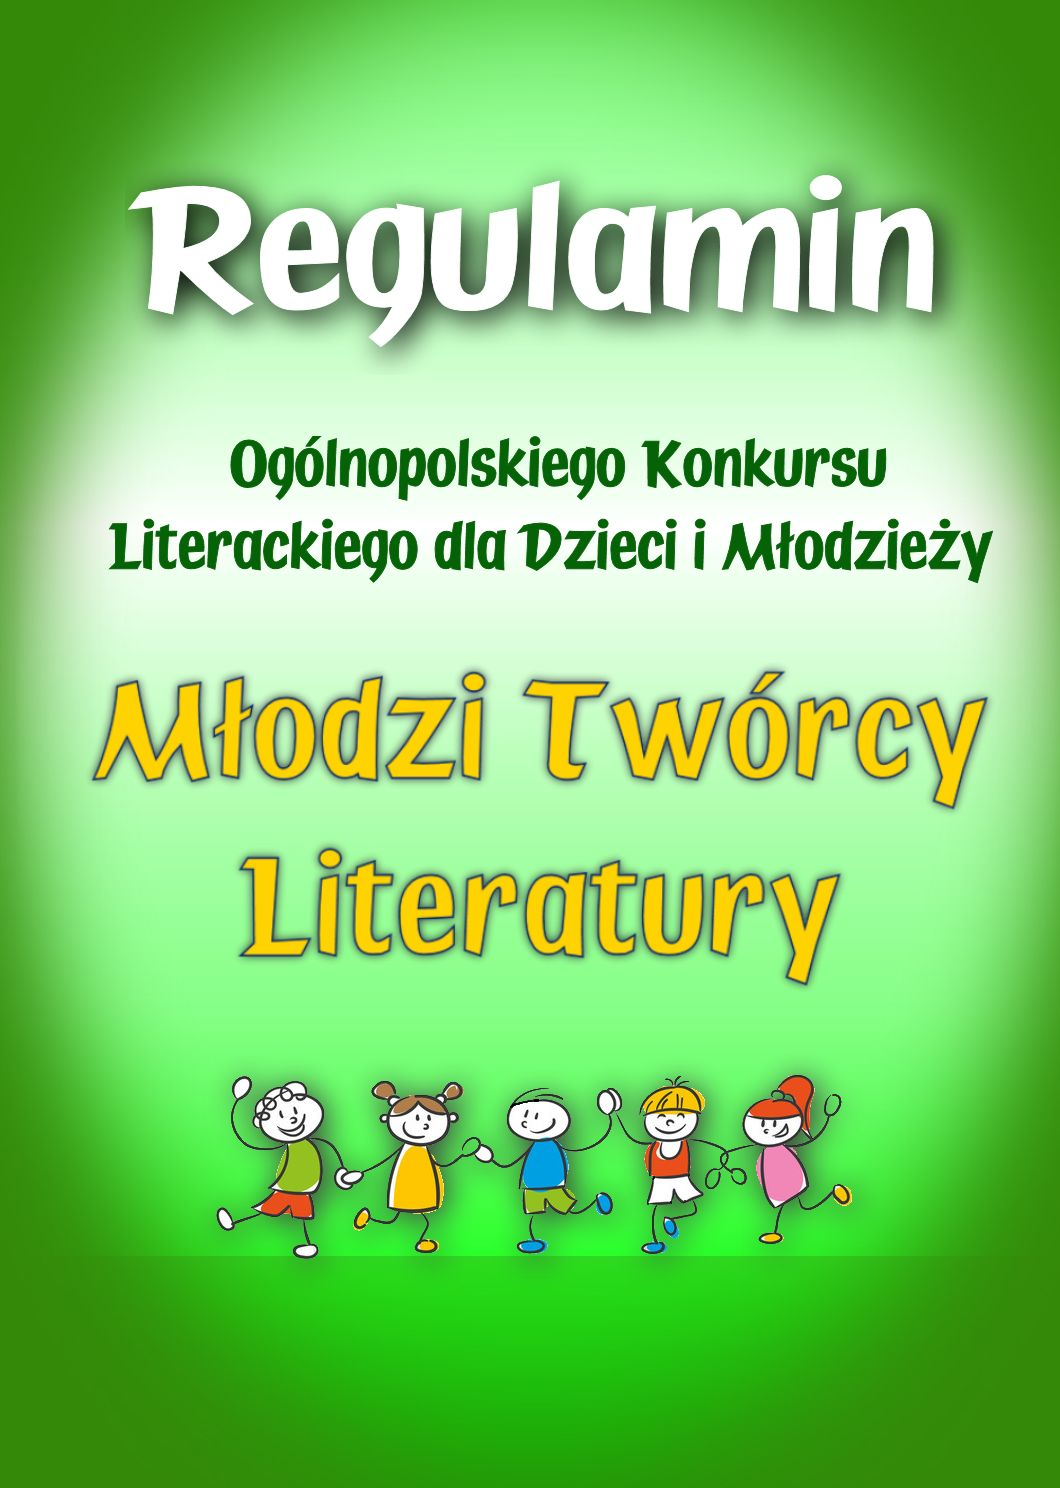 Regulamin
Ogólnopolskiego Konkursu
Literackiego dla Dzieci i Młodzieży
Młodzi Twórcy
Literatury